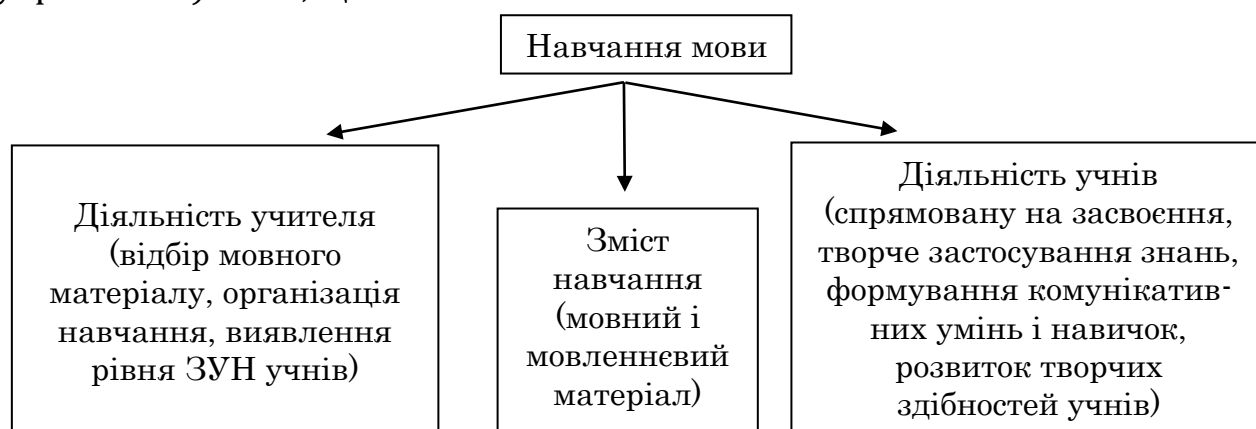 Навчання мови
Діяльність учителя
(відбір мовного
матеріалу, організація
навчання, виявлення
рівня ЗУН учнів)
Зміст
навчання
(мовний і
мовленнєвий
матеріал)
Діяльність учнів
(спрямовану на засвоєння,
творче застосування знань,
формування комунікатив-
них умінь і навичок,
розвиток творчих
здібностей учнів)